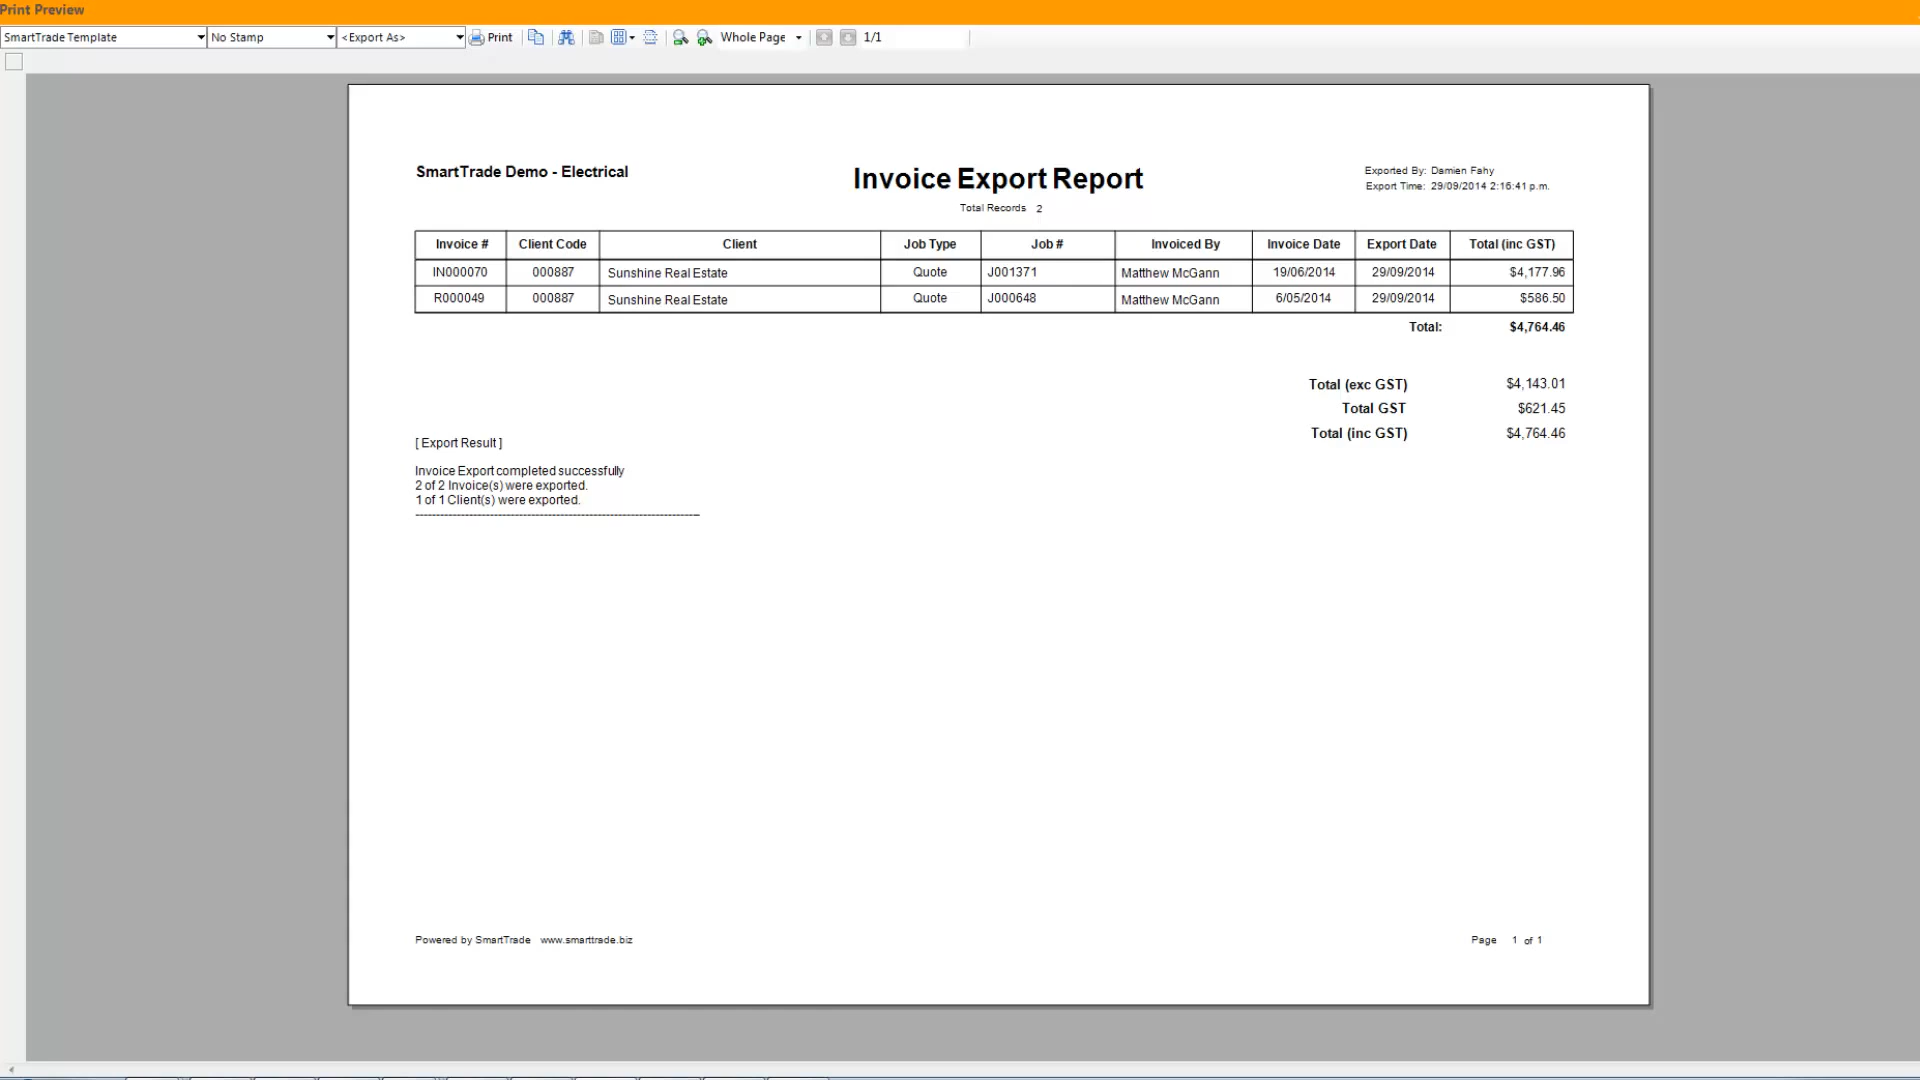 Print Preview
SmartTrade Template No Stamp <Export As> Print Whole Page 1/1
SmartTrade Demo - Electrical
Invoice Export Report
Exported By: Damien Fahy
Export Time: 29/09/2014 2:16:41 p.m.
Total Records 2
Invoice # Client Code Client Job Type Job # Invoiced By Invoice Date Export Date Total (inc GST)
IN000070 000887 Sunshine Real Estate Quote J001371 Matthew McGann 19/06/2014 29/09/2014 $4,177.96
R000049 000887 Sunshine Real Estate Quote J000648 Matthew McGann 6/05/2014 29/09/2014 $586.50
Total: $4,764.46
Total (exc GST) $4,143.01
Total GST $621.45
Total (inc GST) $4,764.46
[ Export Result ]
Invoice Export completed successfully
2 of 2 Invoice(s) were exported.
1 of 1 Client(s) were exported.
Powered by SmartTrade www.smarttrade.biz
Page 1 of 1